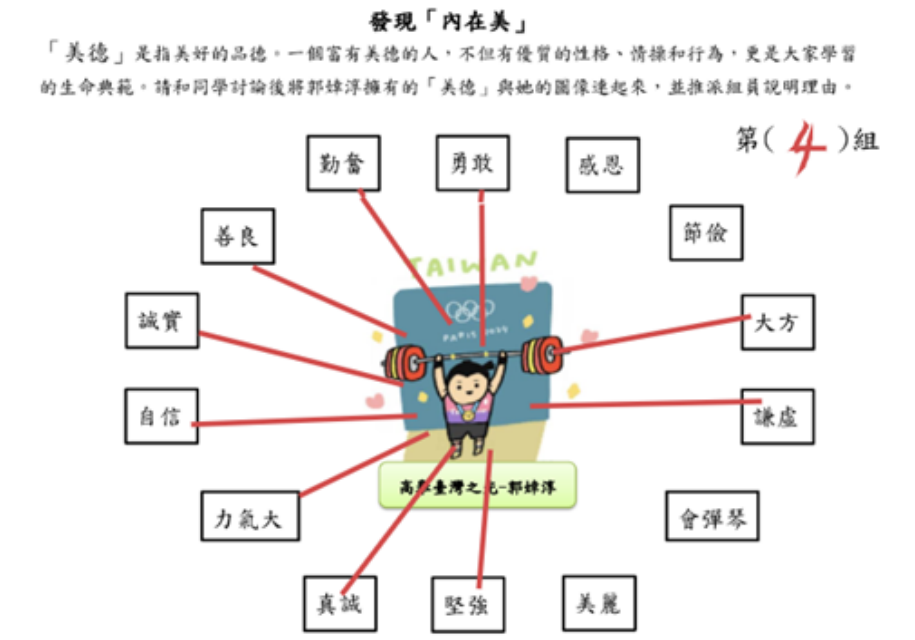 發現「內在美」
「美德」是指美好的品德。一個富有美德的人,不但有優質的性格、情操和行為,更是大家學習
的生命典範。請和同學討論後將郭婞淳擁有的「美德」與她的圖像連起來,並推派組員說明理由。
第( 4 )組
勤奮
勇敢
感恩
善良
節儉
誠實
大方
自信
謙虛
力氣大
會彈琴
真誠
堅強
美麗
TAIWAN
PARIS 2024
高舉臺灣之光-郭婞淳